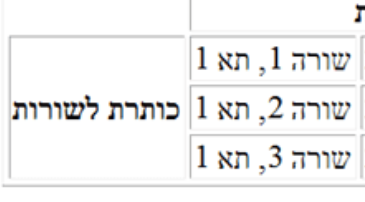 שורה 1, תא 1
כותרת לשורות
שורה 2, תא 1
שורה 3, תא 1